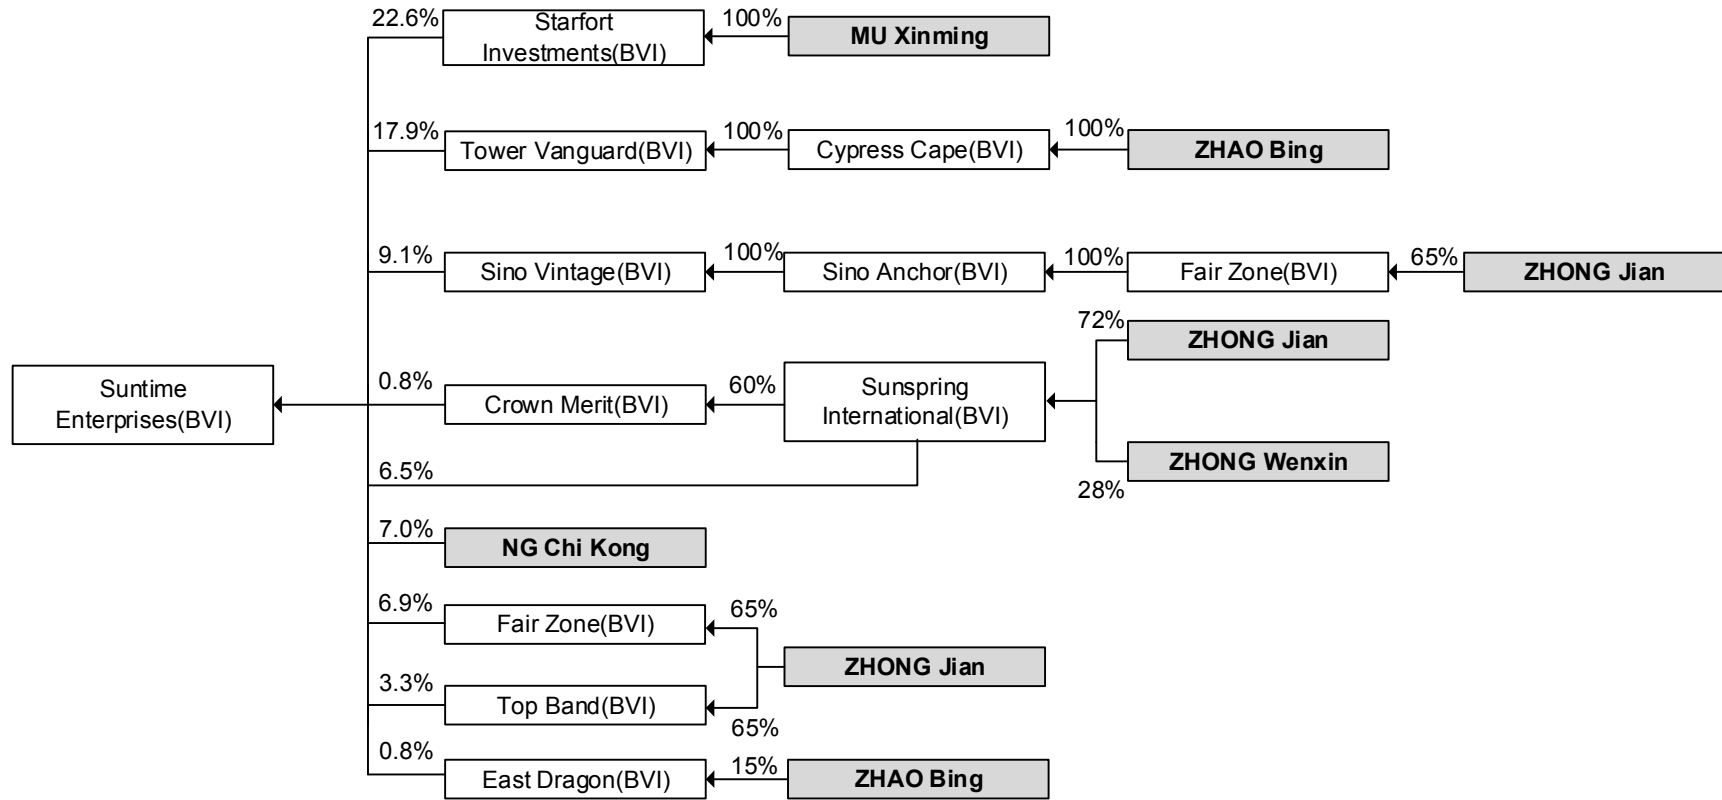 22.6%
Starfort
Investments(BVI)
100%
MU Xinming
17.9%
Tower Vanguard(BVI)
100%
Cypress Cape(BVI)
100%
ZHAO Bing
9.1%
Sino Vintage(BVI)
100%
Sino Anchor(BVI)
100%
Fair Zone(BVI)
65%
ZHONG Jian
72%
ZHONG Jian
Suntime
Enterprises(BVI)
0.8%
Crown Merit(BVI)
60%
Sunspring
International(BVI)
ZHONG Wenxin
28%
6.5%
7.0%
NG Chi Kong
6.9%
Fair Zone(BVI)
65%
ZHONG Jian
3.3%
Top Band(BVI)
65%
0.8%
East Dragon(BVI)
15%
ZHAO Bing